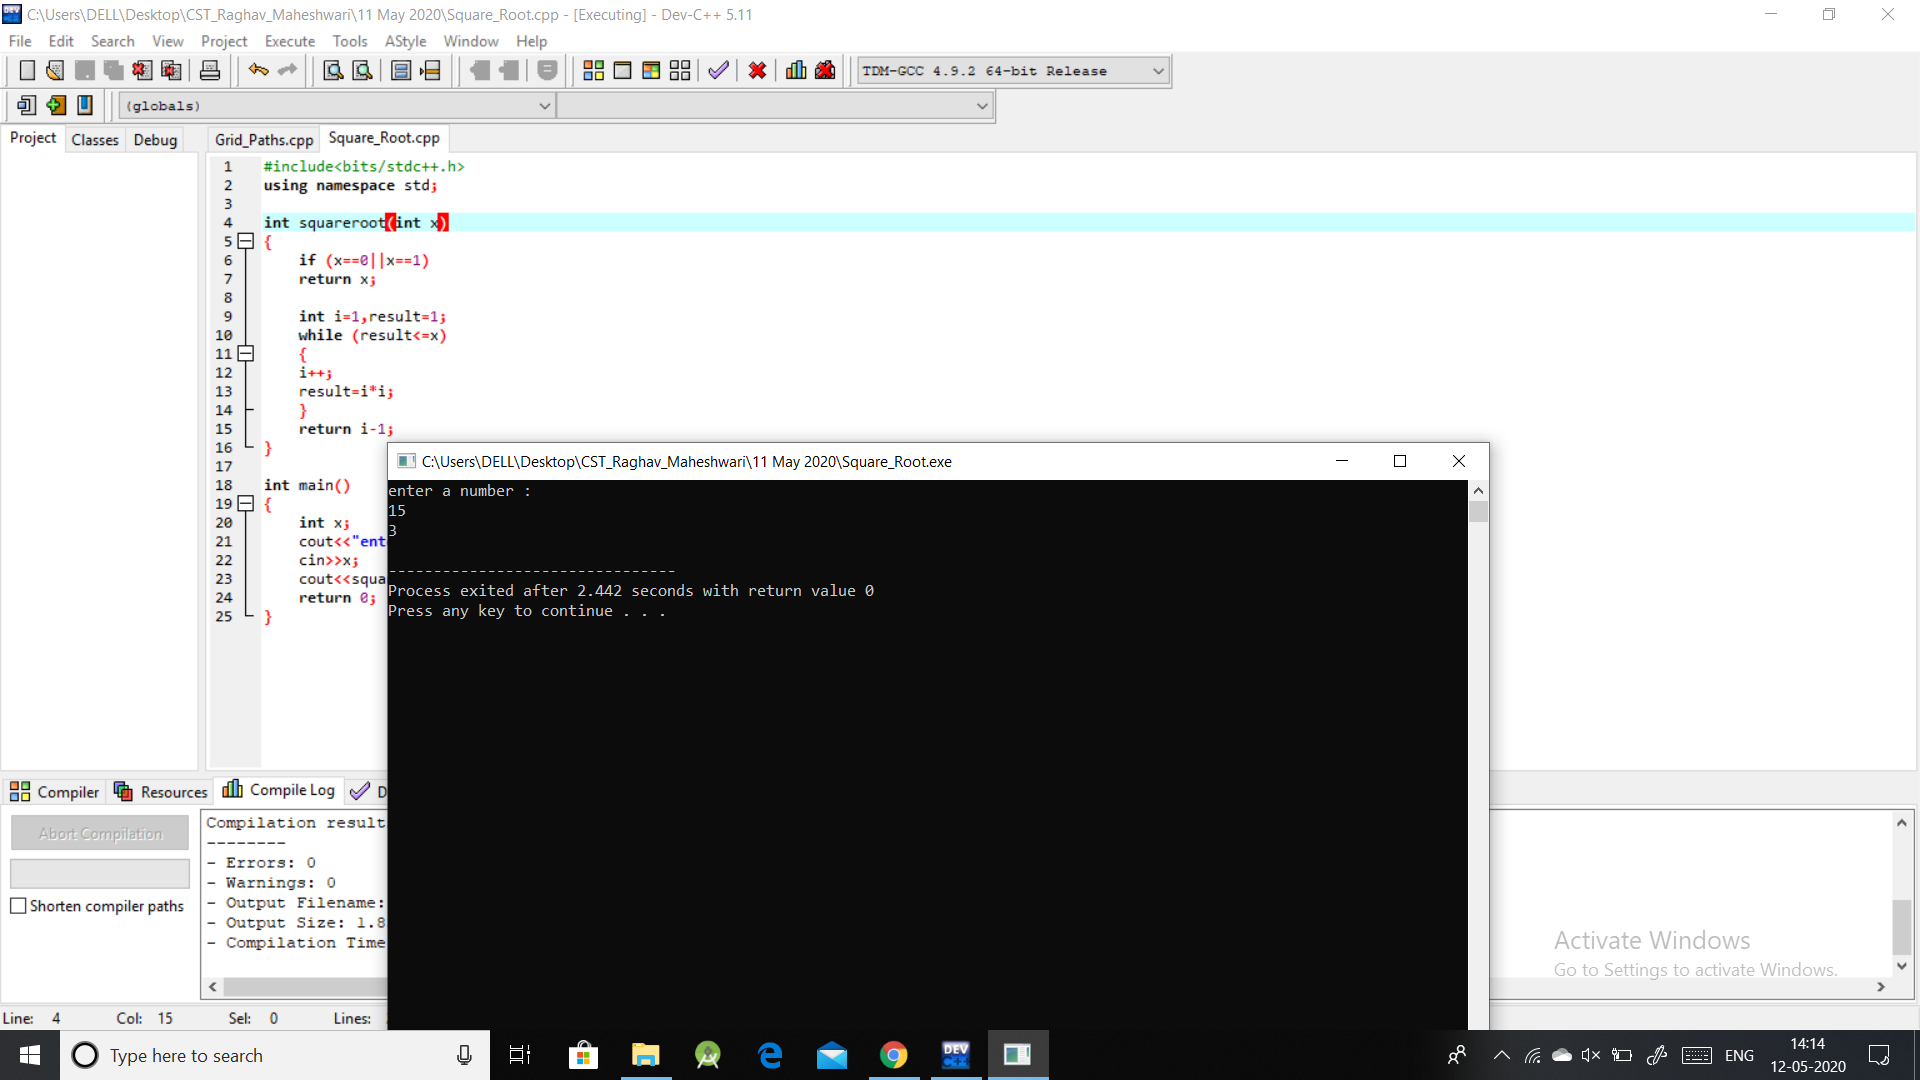 C:\Users\DELL\Desktop\CST_Raghav_Maheshwari\11 May 2020\Square_Root.cpp - [Executing] - Dev-C++ 5.11
File Edit Search View Project Execute Tools AStyle Window Help
TDM-GCC 4.9.2 64-bit Release
(globals)
Project Classes Debug
Grid_Paths.cpp Square_Root.cpp
1 #include<bits/stdc++.h>
2 using namespace std;
3
4 int squareroot(int x)
5 {
6 if (x==0||x==1)
7 return x;
8
9 int i=1,result=1;
10 while (result<=x)
11 {
12 i++;
13 result=i*i;
14 }
15 return i-1;
16 }
17
18 int main()
19 {
20 int x;
21 cout<<"ent
22 cin>>x;
23 cout<<squa
24 return 0;
25 }
C:\Users\DELL\Desktop\CST_Raghav_Maheshwari\11 May 2020\Square_Root.exe
enter a number :
15
3
--------------------------------
Process exited after 2.442 seconds with return value 0
Press any key to continue . . .
Compiler Resources Compile Log D
Abort Compilation
Shorten compiler paths
Compilation result
--------
- Errors: 0
- Warnings: 0
- Output Filename:
- Output Size: 1.8
- Compilation Time
Activate Windows
Go to Settings to activate Windows.
Line: 4 Col: 15 Sel: 0 Lines:
Type here to search
DEV C++
ENG
14:14
12-05-2020